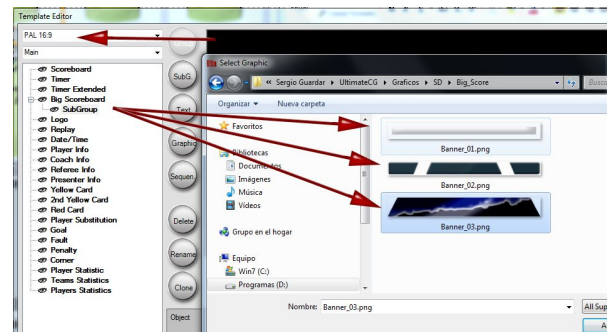 Template Editor
PAL 16:9
Main
Scoreboard
Timer
Timer Extended
Big Scoreboard
SubGroup
Logo
Replay
Date/Time
Player Info
Coach Info
Referee Info
Presenter Info
Yellow Card
2nd Yellow Card
Red Card
Player Substitution
Goal
Fault
Penalty
Corner
Player Statistic
Teams Statistics
Players Statistics
Group
SubG.
Text
Graphic
Sequen.
Delete
Rename
Clone
Object
Select Graphic
« Sergio Guardar ▸ UltimateCG ▸ Graficos ▸ SD ▸ Big_Score
Busca
Organizar
Nueva carpeta
Favoritos
Bibliotecas
Documentos
Imágenes
Música
Vídeos
Grupo en el hogar
Equipo
Win7 (C:)
Programas (D:)
Banner_01.png
Banner_02.png
Banner_03.png
Nombre: Banner_03.png
All Sup